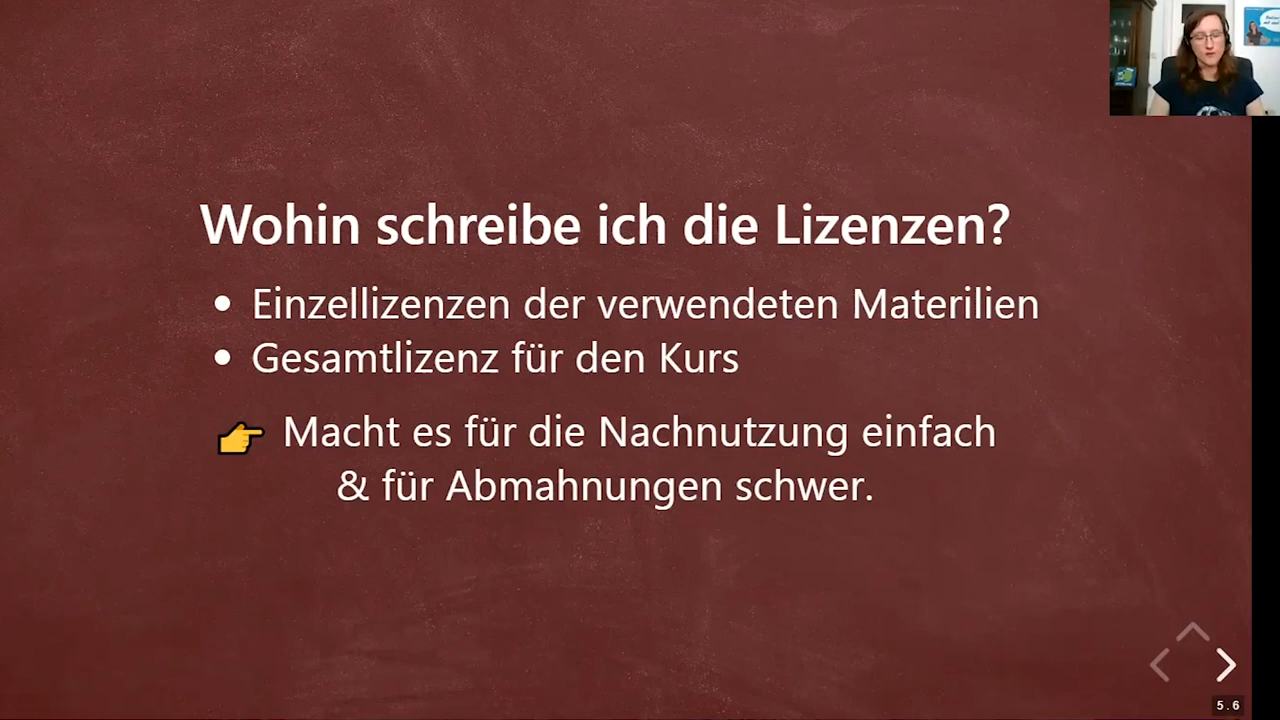 Wohin schreibe ich die Lizenzen?
• Einzellizenzen der verwendeten Materilien
• Gesamtlizenz für den Kurs
👉 Macht es für die Nachnutzung einfach
& für Abmahnungen schwer.
5.6